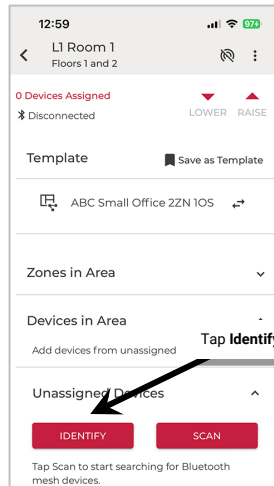 12:59
97
L1 Room 1
Floors 1 and 2
0 Devices Assigned
Disconnected
LOWER RAISE
Template
Save as Template
ABC Small Office 2ZN 1OS
Zones in Area
Devices in Area
Tap Identify
Add devices from unassigned
Unassigned Devices
IDENTIFY SCAN
Tap Scan to start searching for Bluetooth
mesh devices.